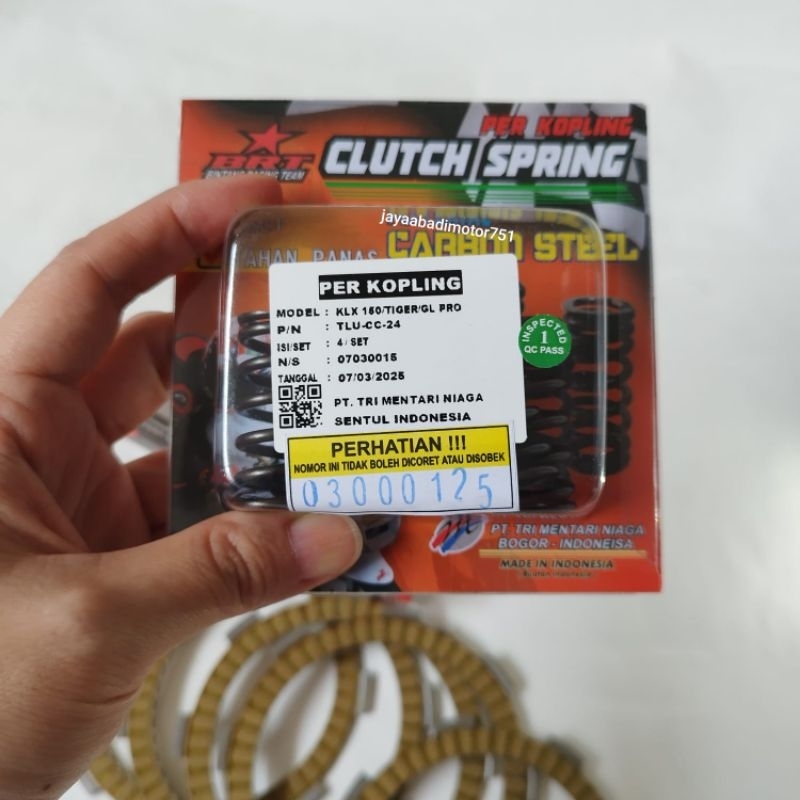 PER KOPLING
BRT
BINTANG RACING TEAM
CLUTCH SPRING
jayaabadimotor751
TAHAN PANAS
CARBON STEEL
PER KOPLING
MODEL : KLX 150/TIGER/GL PRO
P/N : TLU-CC-24
ISI/SET : 4/ SET
N/S : 07030015
TANGGAL : 07/03/2025
PT. TRI MENTARI NIAGA
SENTUL INDONESIA
INSPECTED
1
QC PASS
PERHATIAN !!!
NOMOR INI TIDAK BOLEH DICORET ATAU DISOBEK
03000125
PT. TRI MENTARI NIAGA
BOGOR - INDONEISA
MADE IN INDONESIA
Buatan Indonesia